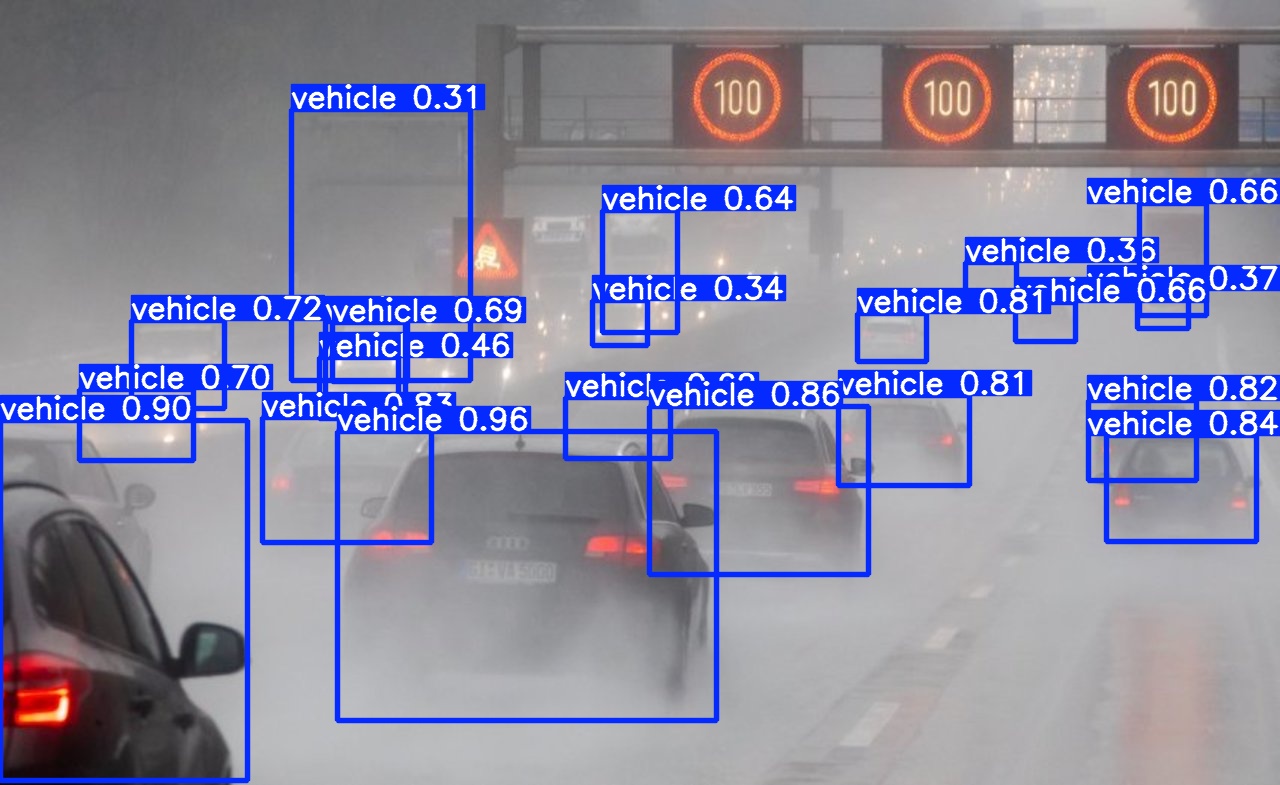 vehicle 0.31
100
100
100
vehicle 0.66
vehicle 0.64
vehicle 0.36
vehicle 0.37
vehicle 0.34
vehicle 0.66
vehicle 0.81
vehicle 0.72
vehicle 0.69
vehicle 0.46
vehicle 0.70
vehicle
vehicle 0.81
vehicle 0.82
vehicle 0.86
vehicle 0.83
vehicle 0.90
vehicle 0.96
vehicle 0.84
GI:VA 5000